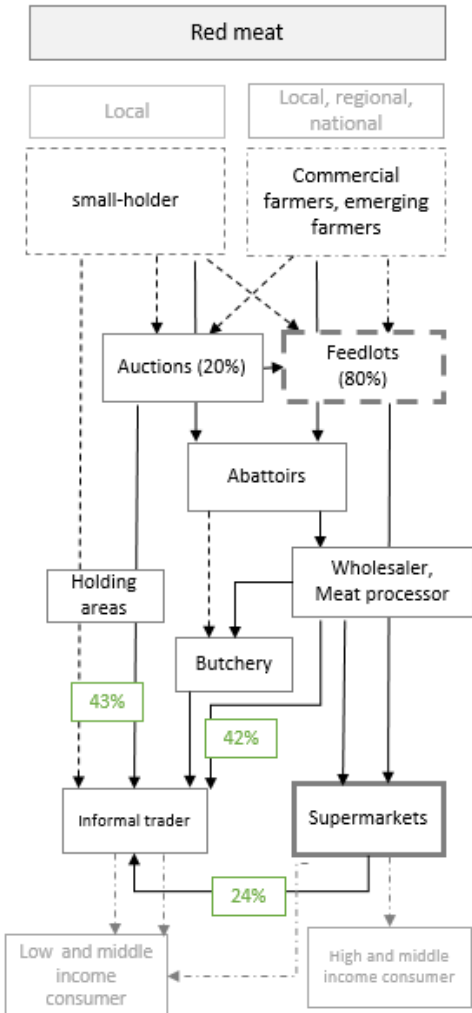 Red meat
Local
Local, regional,
national
small-holder
Commercial
farmers, emerging
farmers
Auctions (20%)
Feedlots
(80%)
Abattoirs
Wholesaler,
Meat processor
Holding
areas
Butchery
43%
42%
Informal trader
Supermarkets
24%
Low and middle
income
consumer
High and middle
income consumer